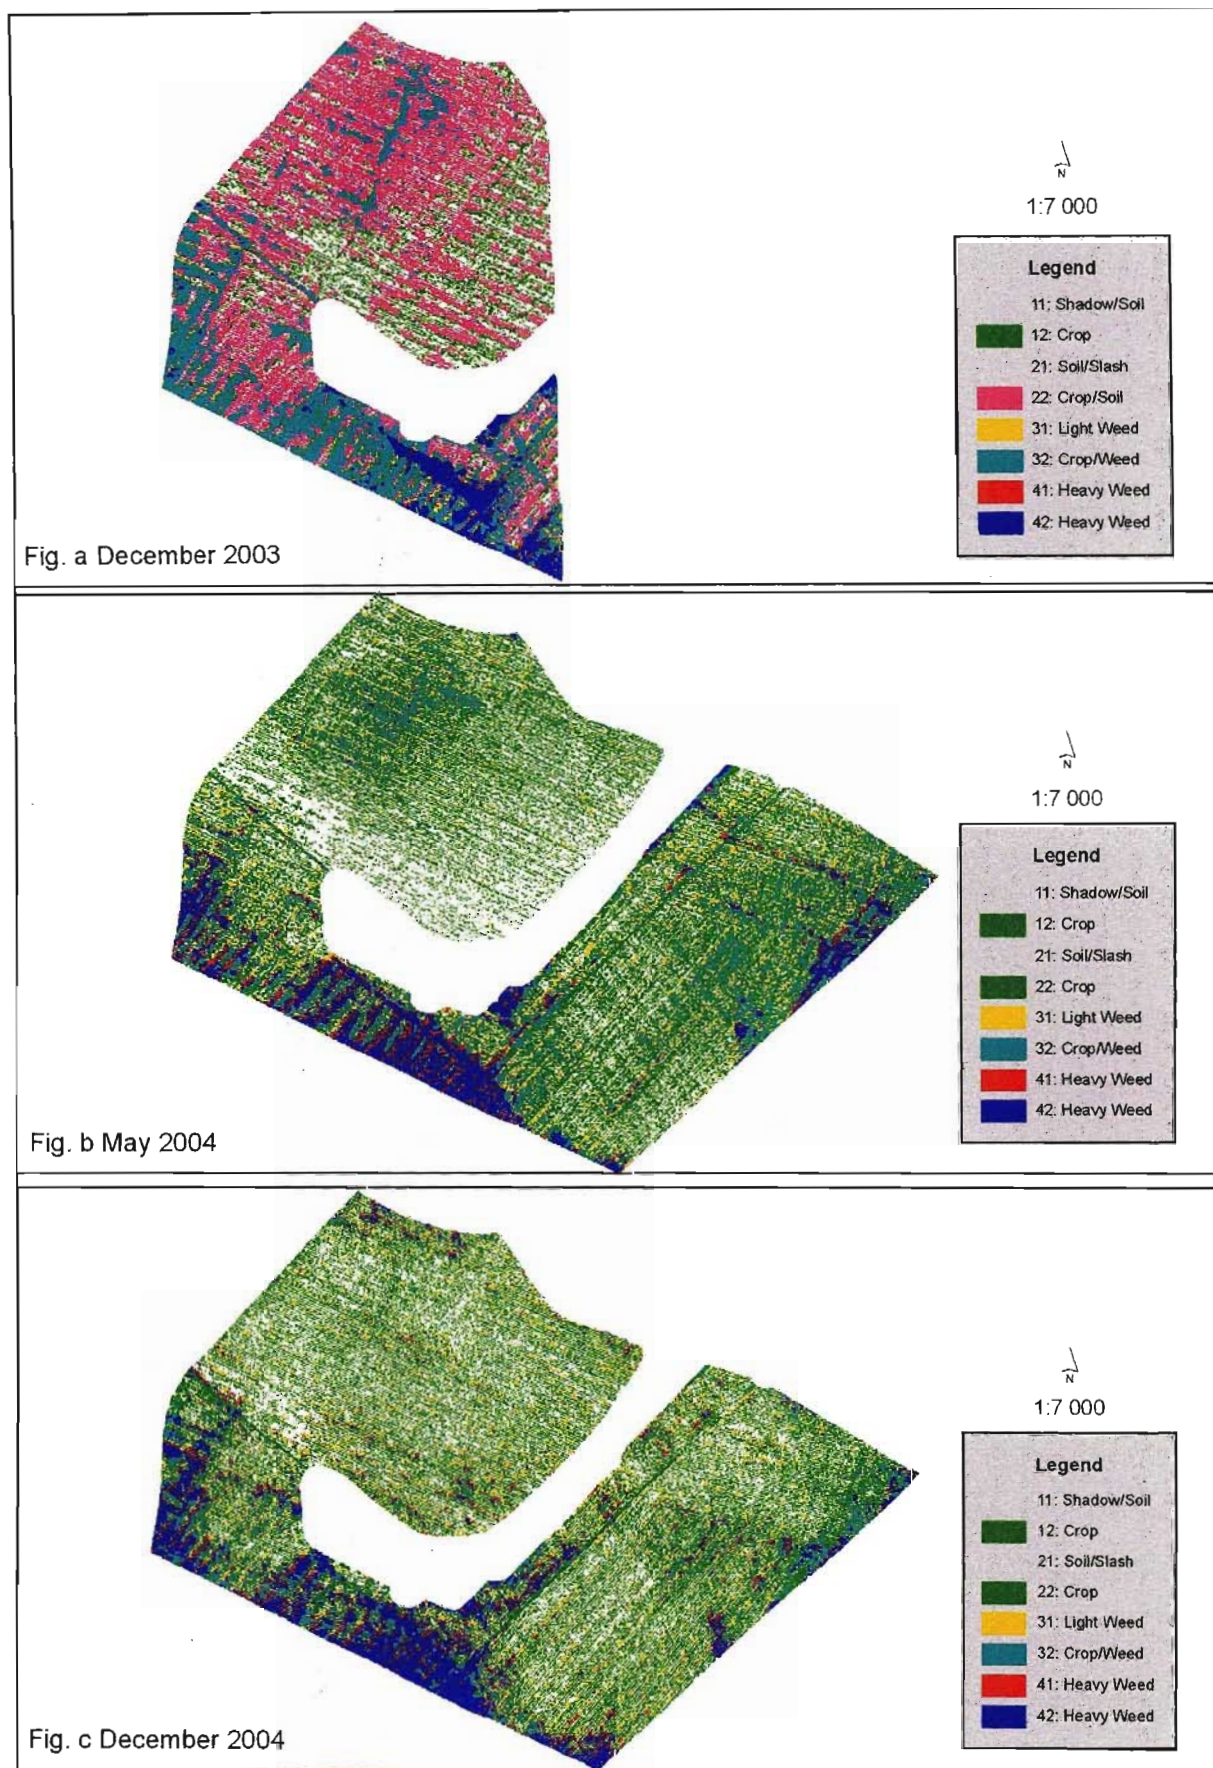 N
1:7 000
Legend
11: Shadow/Soil
12: Crop
21: Soil/Slash
22: Crop/Soil
31: Light Weed
32: Crop/Weed
41: Heavy Weed
42: Heavy Weed
Fig. a December 2003
N
1:7 000
Legend
11: Shadow/Soil
12: Crop
21: Soil/Slash
22: Crop
31: Light Weed
32: Crop/Weed
41: Heavy Weed
42: Heavy Weed
Fig. b May 2004
N
1:7 000
Legend
11: Shadow/Soil
12: Crop
21: Soil/Slash
22: Crop
31: Light Weed
32: Crop/Weed
41: Heavy Weed
42: Heavy Weed
Fig. c December 2004